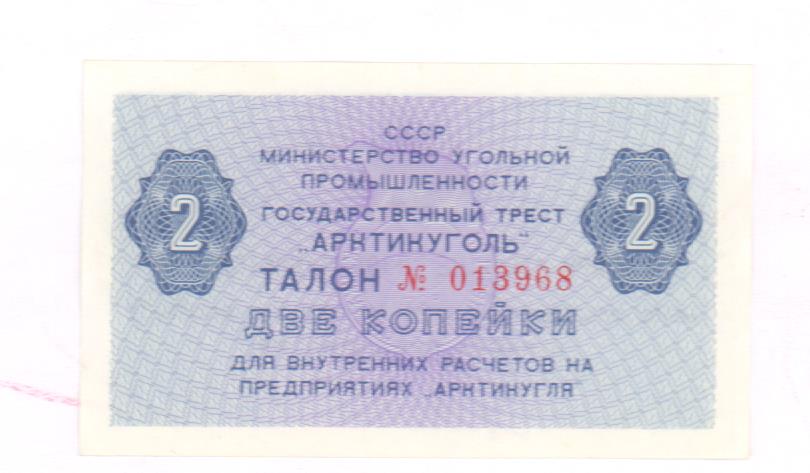 СССР
МИНИСТЕРСТВО УГОЛЬНОЙ
ПРОМЫШЛЕННОСТИ
ГОСУДАРСТВЕННЫЙ ТРЕСТ
„АРКТИКУГОЛЬ“
2
2
ТАЛОН № 013968
ДВЕ КОПЕЙКИ
ДЛЯ ВНУТРЕННИХ РАСЧЕТОВ НА
ПРЕДПРИЯТИЯХ „АРКТИКУГЛЯ“